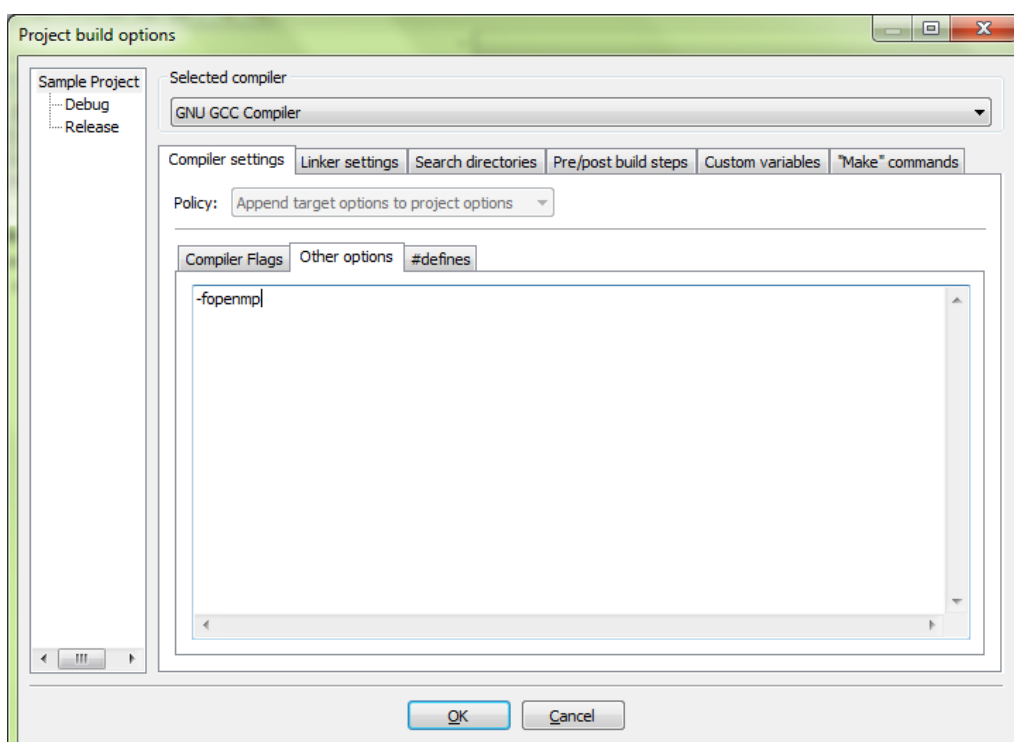 Project build options
Sample Project
Debug
Release
Selected compiler
GNU GCC Compiler
Compiler settings Linker settings Search directories Pre/post build steps Custom variables "Make" commands
Policy: Append target options to project options
Compiler Flags Other options #defines
-fopenmp
OK Cancel